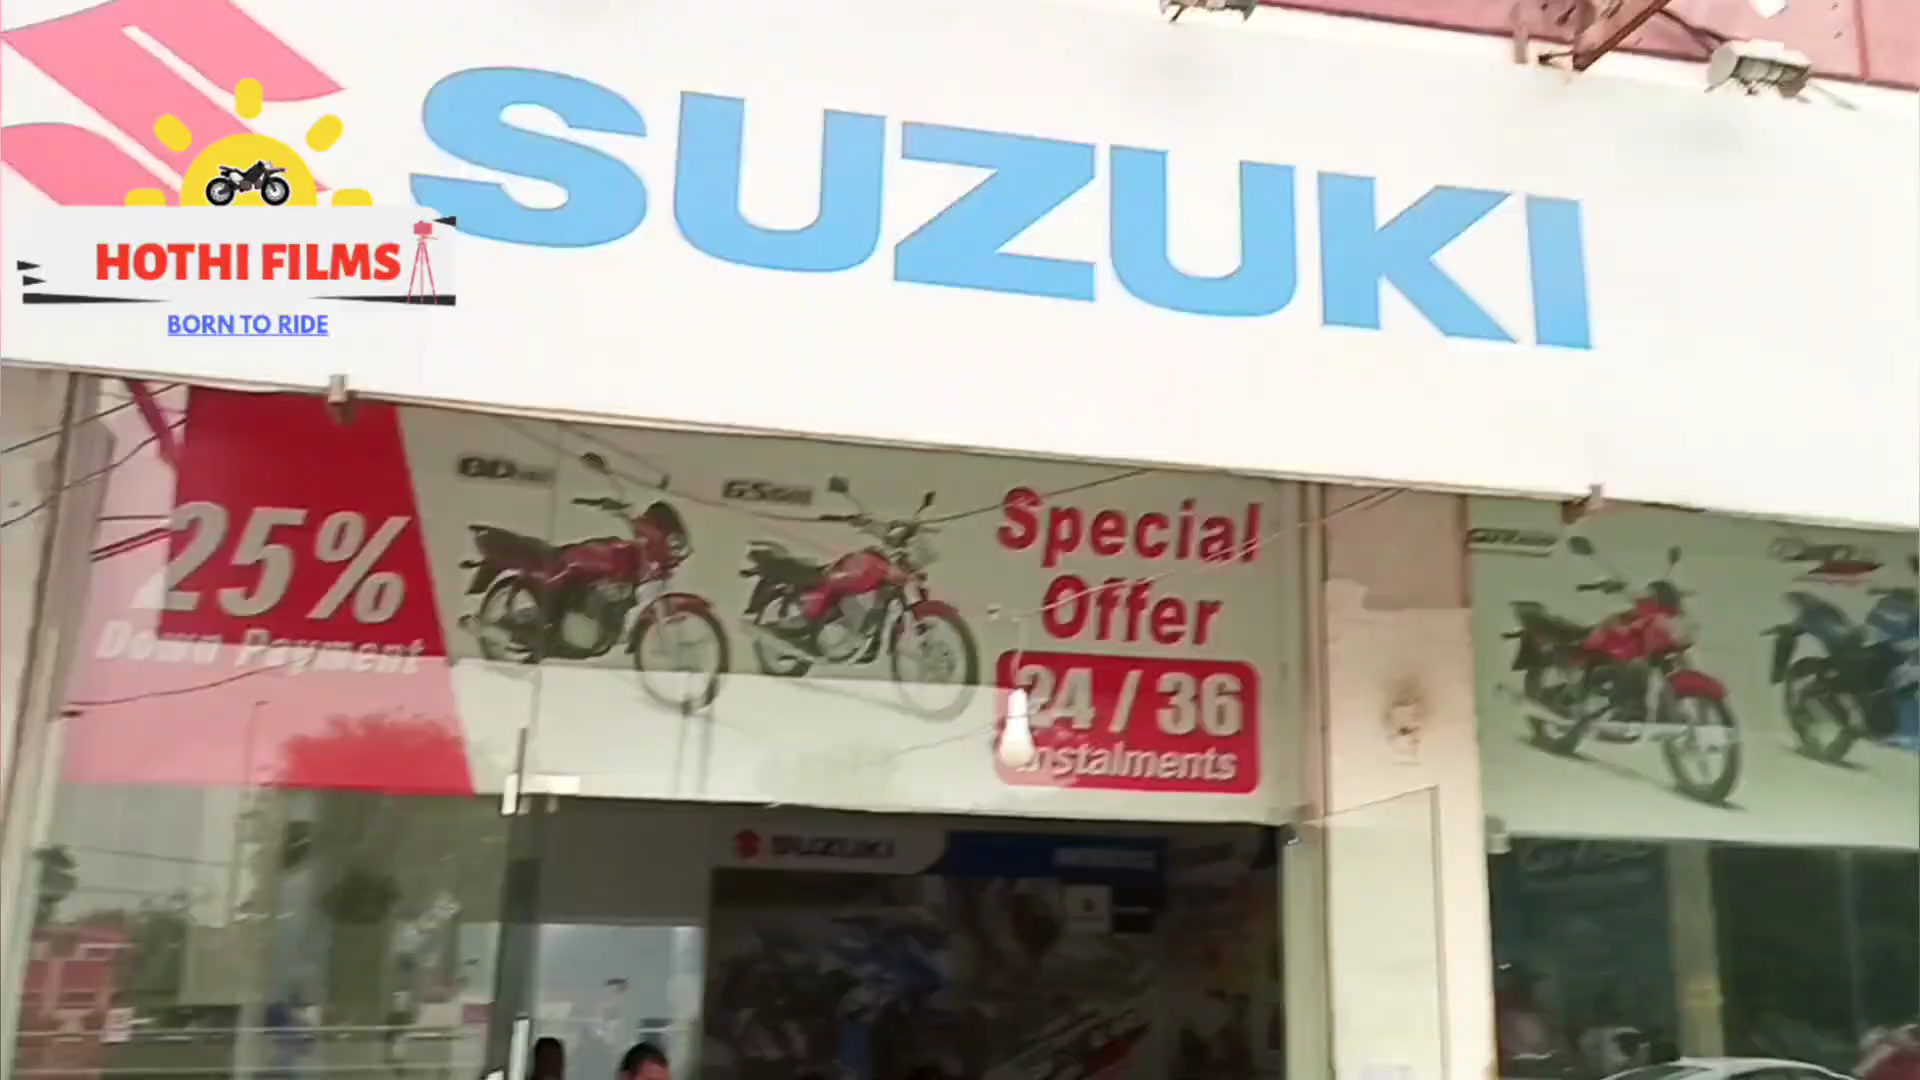 SUZUKI
HOTHI FILMS
BORN TO RIDE
25%
Down Payment
Special
Offer
24 / 36
Instalments
SUZUKI